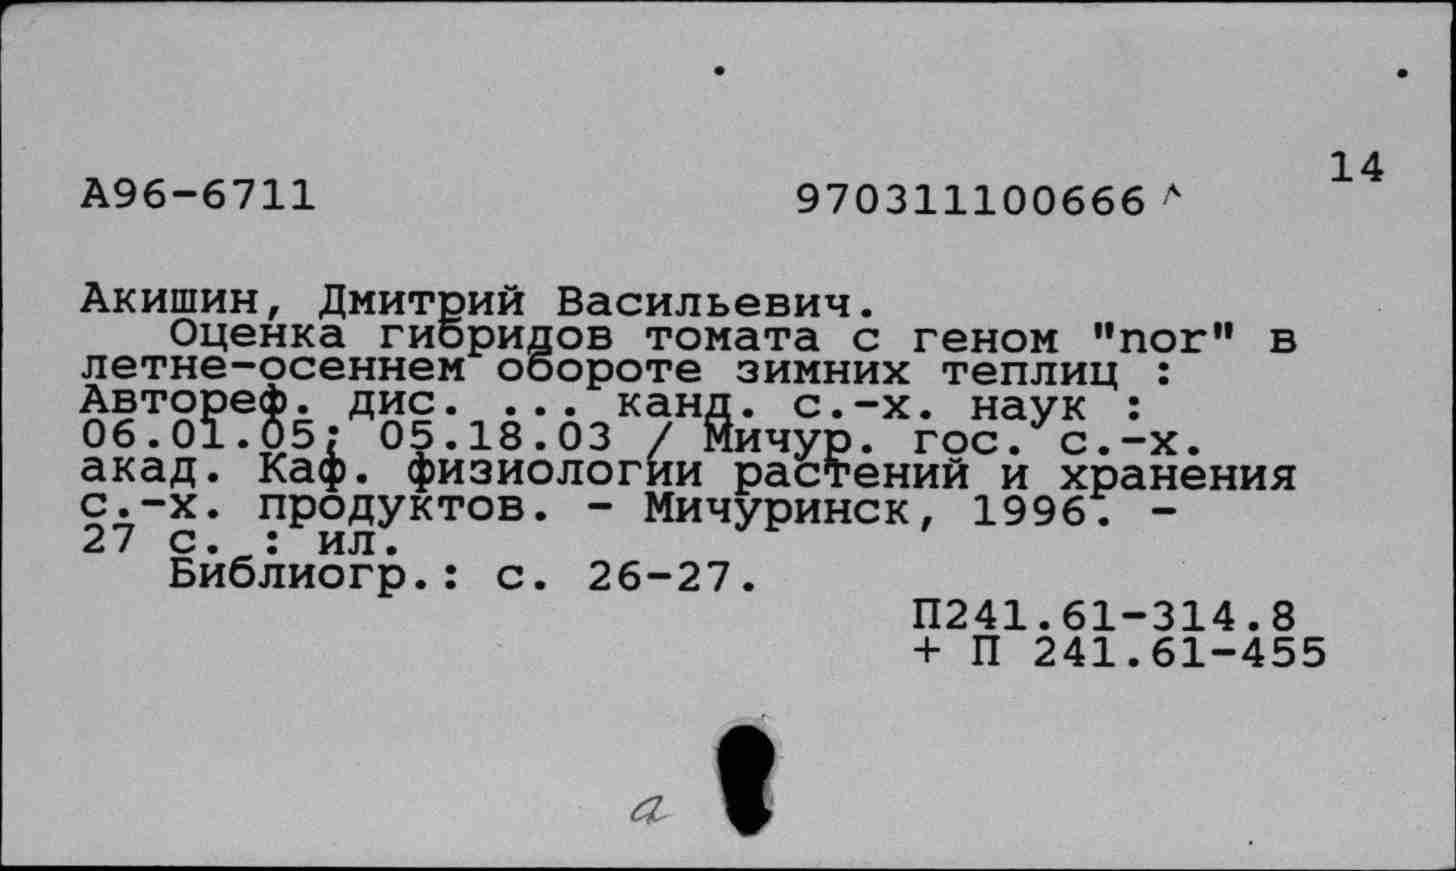 14
А96-6711 970311100666 л
Акишин, Дмитрий Васильевич.
Оценка гибридов томата с геном "nor" в
летне-осеннем обороте зимних теплиц :
Автореф. дис. ... канд. с.-х. наук :
06.01.05; 05.18.03 / Мичур. гос. с.-х.
акад. Каф. физиологии растений и хранения
с.-х. продуктов. - Мичуринск, 1996. -
27 с. : ил.
Библиогр.: с. 26-27.
П241.61-314.8
+ П 241.61-455
а